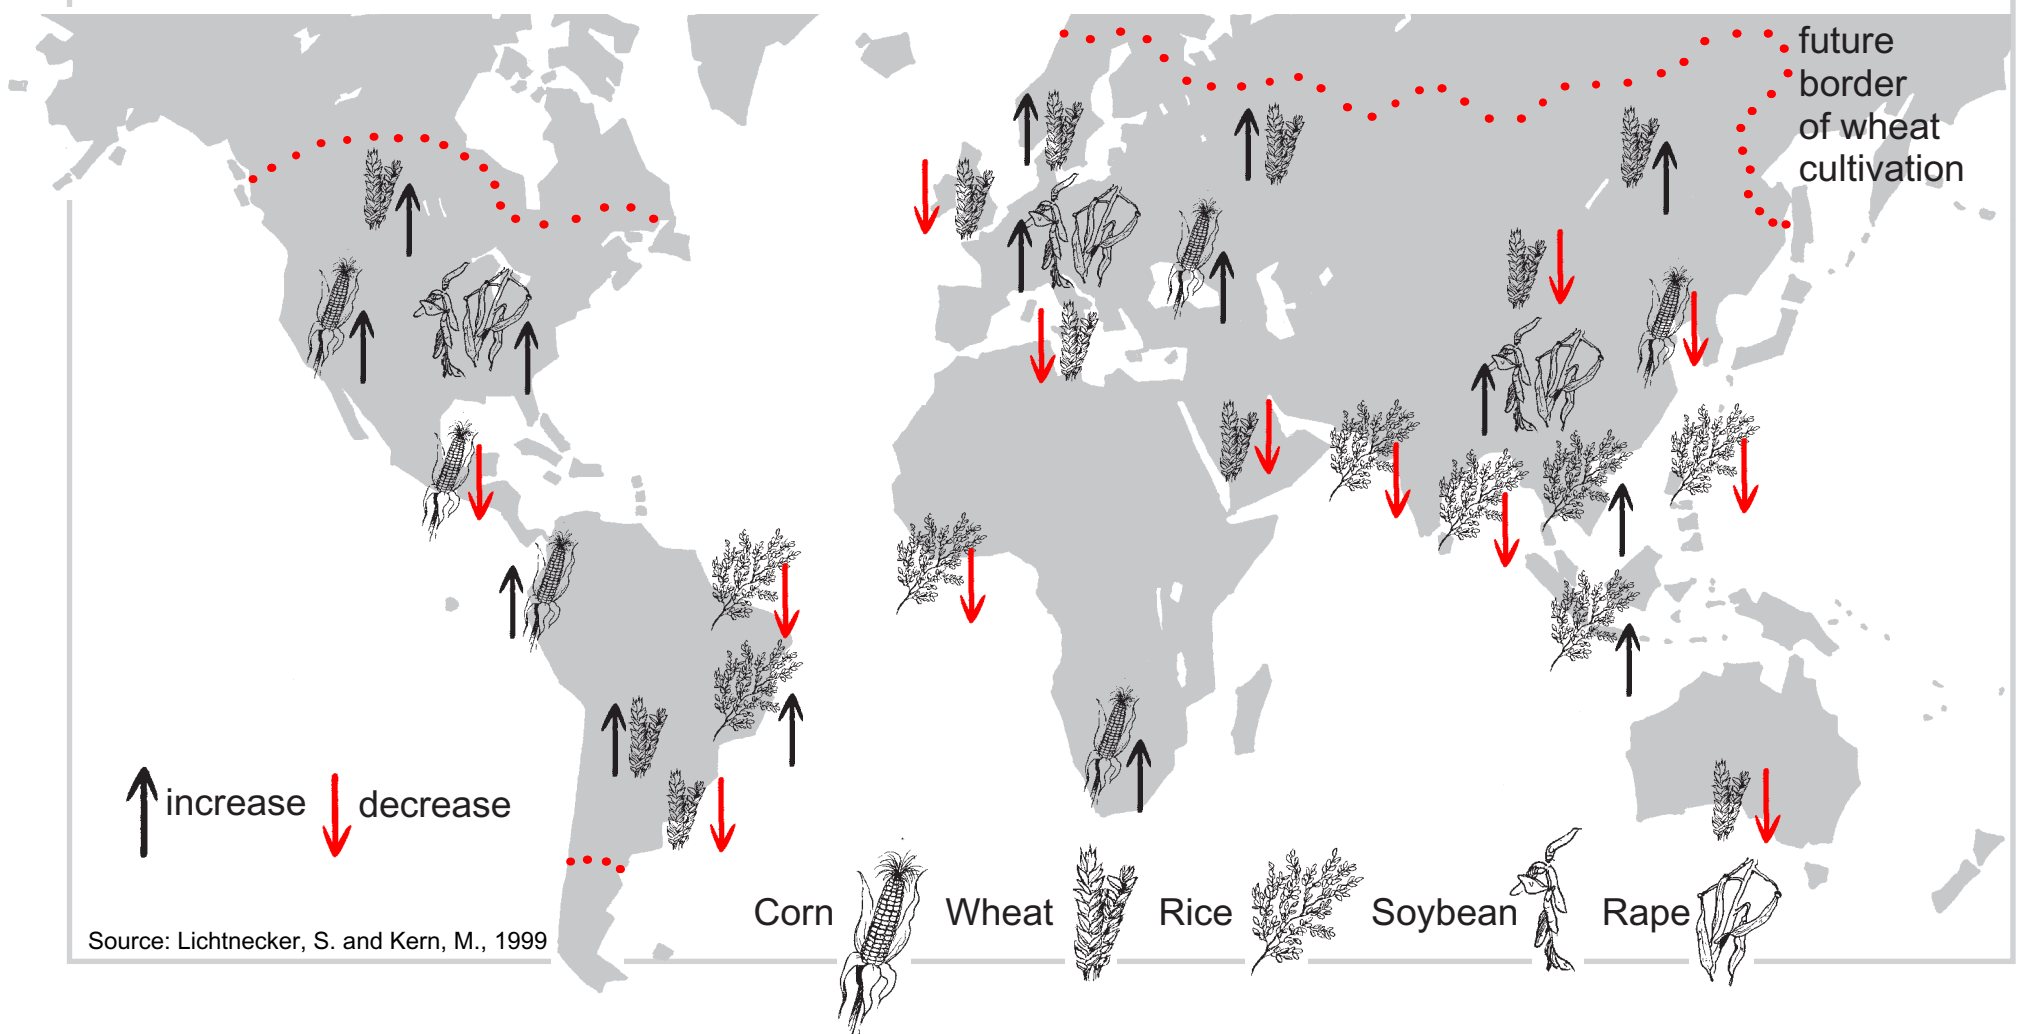 future
border
of wheat
cultivation
increase
decrease
Corn
Wheat
Rice
Soybean
Rape
Source: Lichtnecker, S. and Kern, M., 1999